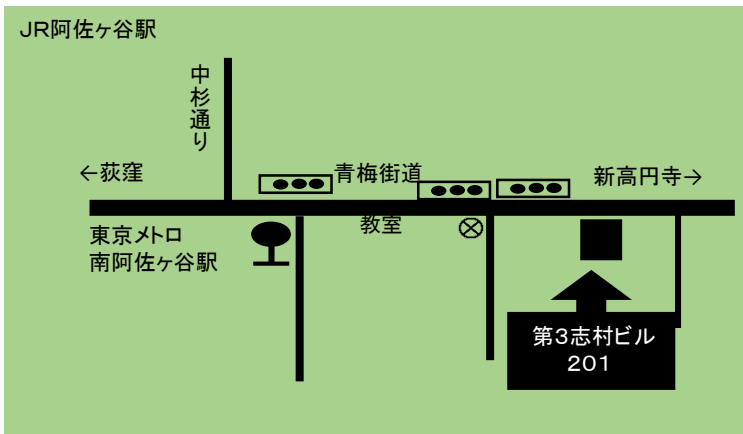 JR阿佐ヶ谷駅
中杉通り
←荻窪
青梅街道
新高円寺→
東京メトロ
南阿佐ヶ谷駅
教室
第3志村ビル
201